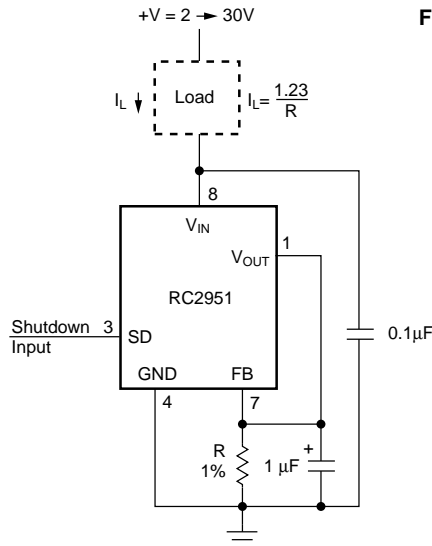 +V = 2 → 30V
F
I_L ↓
Load
I_L = 1.23/R
8
V_IN
1
V_OUT
RC2951
Shutdown
Input
3
SD
0.1µF
GND
FB
4
7
R
1%
1 µF
+